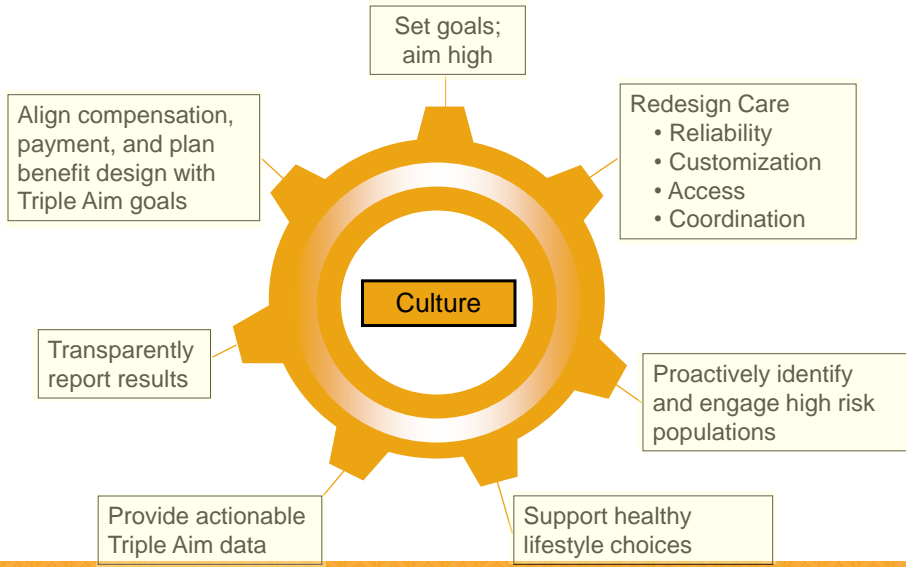 Set goals;
aim high
Redesign Care
• Reliability
• Customization
• Access
• Coordination
Proactively identify
and engage high risk
populations
Support healthy
lifestyle choices
Provide actionable
Triple Aim data
Transparently
report results
Align compensation,
payment, and plan
benefit design with
Triple Aim goals
Culture